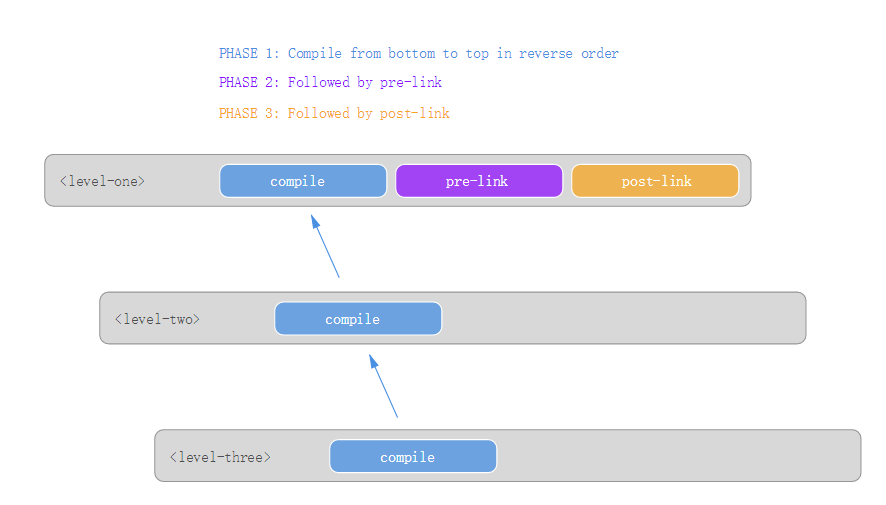 PHASE 1: Compile from bottom to top in reverse order
PHASE 2: Followed by pre-link
PHASE 3: Followed by post-link
<level-one> compile pre-link post-link
<level-two> compile
<level-three> compile